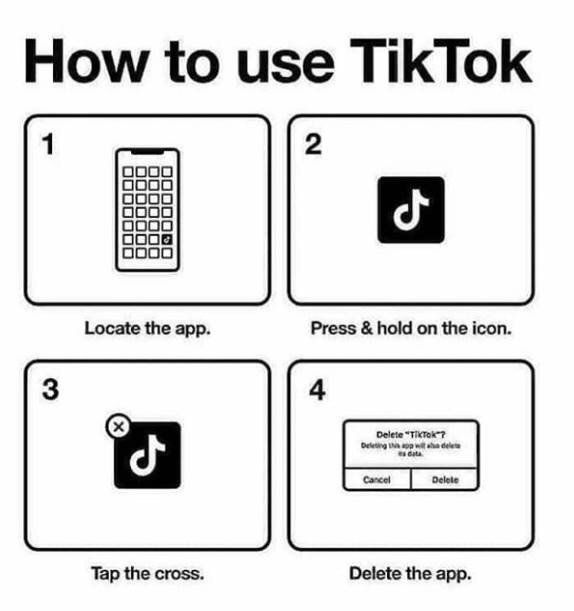 How to use TikTok
1
2
Locate the app.
Press & hold on the icon.
3
4
Delete "TikTok"?
Deleting this app will also delete
its data.
Cancel
Delete
Tap the cross.
Delete the app.